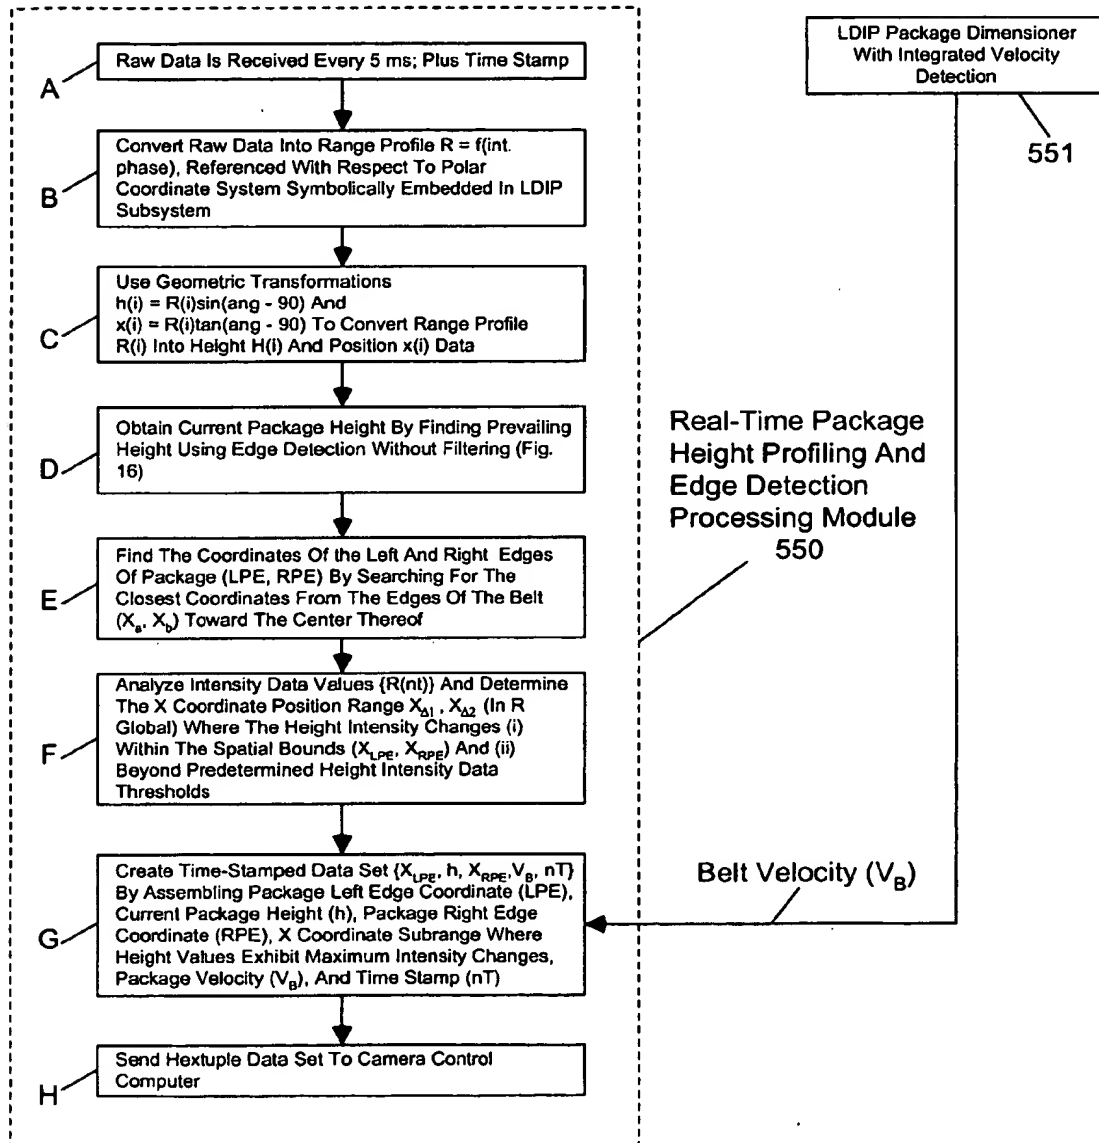 A
Raw Data Is Received Every 5 ms; Plus Time Stamp
LDIP Package Dimensioner
With Integrated Velocity
Detection
551
B
Convert Raw Data Into Range Profile R = f(int.
phase), Referenced With Respect To Polar
Coordinate System Symbolically Embedded In LDIP
Subsystem
C
Use Geometric Transformations
h(i) = R(i)sin(ang - 90) And
x(i) = R(i)tan(ang - 90) To Convert Range Profile
R(i) Into Height H(i) And Position x(i) Data
D
Obtain Current Package Height By Finding Prevailing
Height Using Edge Detection Without Filtering (Fig.
16)
Real-Time Package
Height Profiling And
Edge Detection
Processing Module
550
E
Find The Coordinates Of the Left And Right Edges
Of Package (LPE, RPE) By Searching For The
Closest Coordinates From The Edges Of The Belt
(Xa, Xb) Toward The Center Thereof
F
Analyze Intensity Data Values {R(nt)} And Determine
The X Coordinate Position Range XΔ1 , XΔ2 (In R
Global) Where The Height Intensity Changes (i)
Within The Spatial Bounds (XLPE, XRPE) And (ii)
Beyond Predetermined Height Intensity Data
Thresholds
G
Create Time-Stamped Data Set {XLPE, h, XRPE,VB, nT}
By Assembling Package Left Edge Coordinate (LPE),
Current Package Height (h), Package Right Edge
Coordinate (RPE), X Coordinate Subrange Where
Height Values Exhibit Maximum Intensity Changes,
Package Velocity (VB), And Time Stamp (nT)
Belt Velocity (VB)
H
Send Hextuple Data Set To Camera Control
Computer